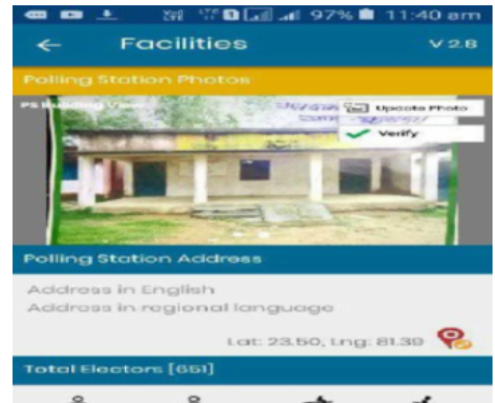 97% 11:40 am
Facilities V 2.8
Polling Station Photos
PS Building View
Update Photo
Verify
Polling Station Address
Address in English
Address in regional language
Lat: 23.50, Lng: 81.39
Total Electors [651]